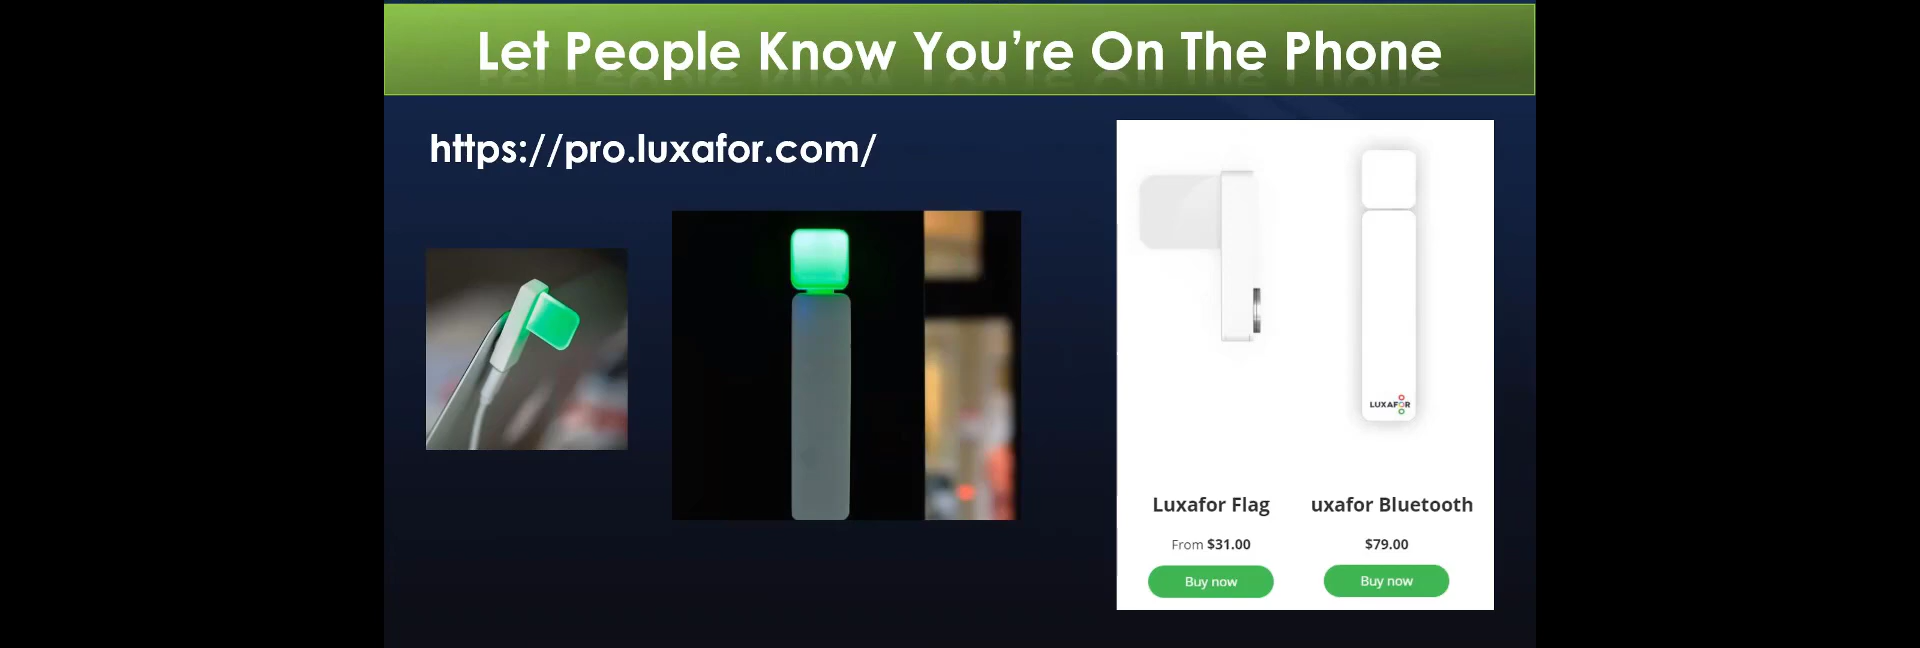 Let People Know You're On The Phone
https://pro.luxafor.com/
LUXAFOR
Luxafor Flag
uxafor Bluetooth
From $31.00
$79.00
Buy now
Buy now